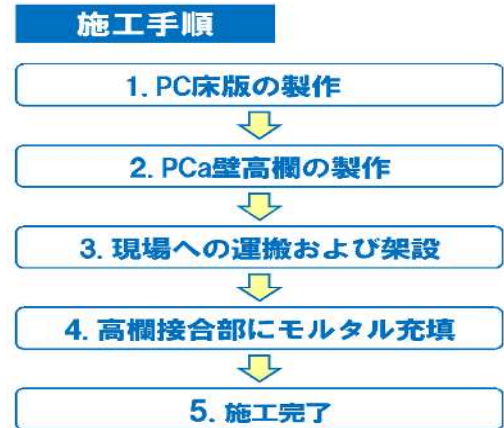 施工手順
1. PC床版の製作
2. PCa壁高欄の製作
3. 現場への運搬および架設
4. 高欄接合部にモルタル充填
5. 施工完了